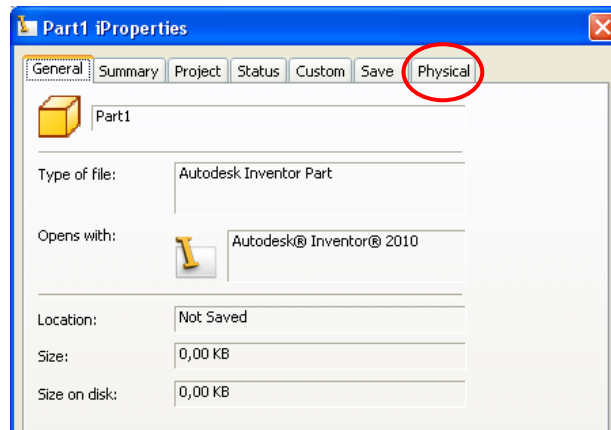 Part1 iProperties
General Summary Project Status Custom Save Physical
Part1
Type of file: Autodesk Inventor Part
Opens with: Autodesk® Inventor® 2010
Location: Not Saved
Size: 0,00 KB
Size on disk: 0,00 KB